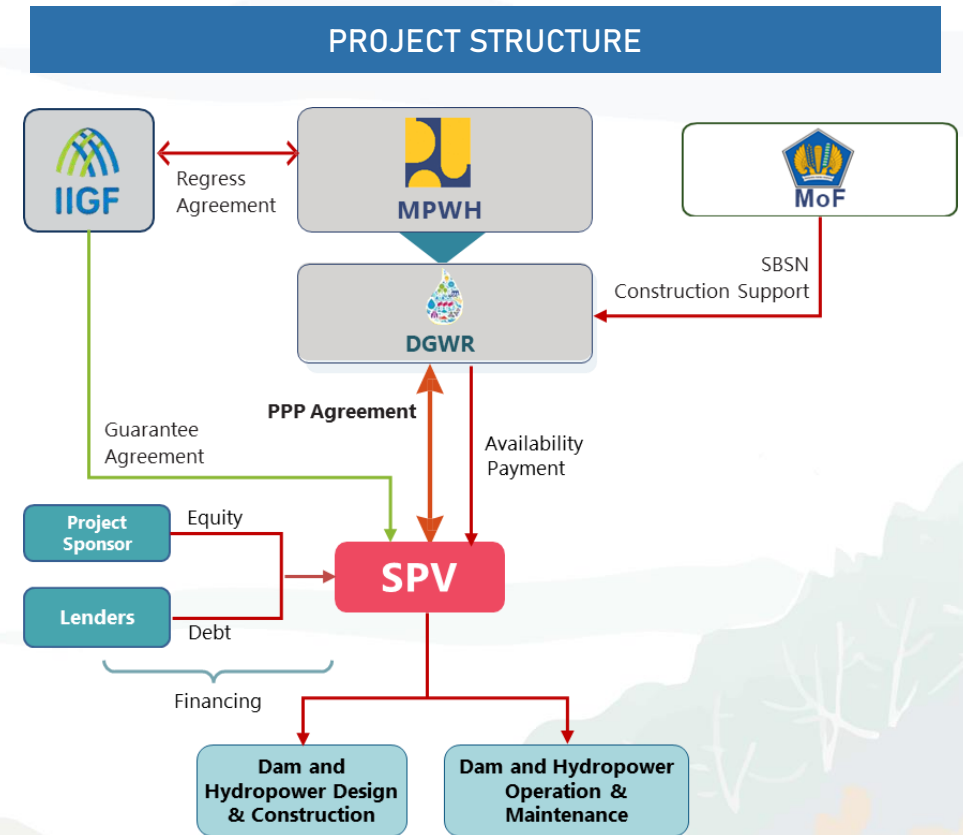 PROJECT STRUCTURE
IIGF
Regress
Agreement
MPWH
MoF
SBSN
Construction Support
DGWR
PPP Agreement
Guarantee
Agreement
Availability
Payment
Project
Sponsor
Equity
SPV
Lenders
Debt
Financing
Dam and
Hydropower Design
& Construction
Dam and Hydropower
Operation &
Maintenance